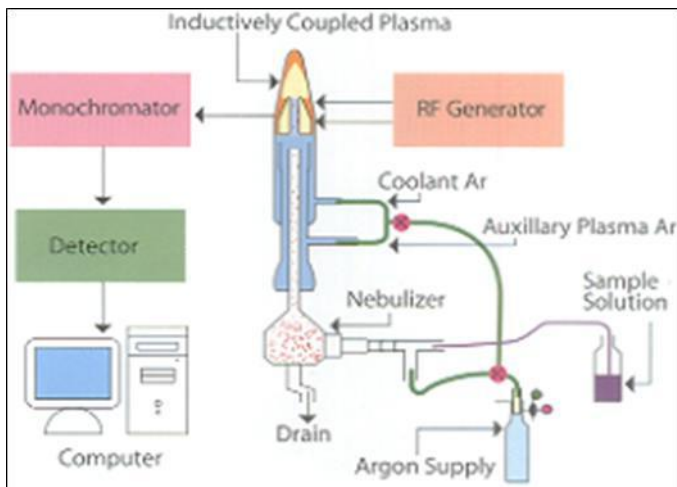 Inductively Coupled Plasma
Monochromator
RF Generator
Coolant Ar
Detector
Auxillary Plasma Ar
Sample
Solution
Nebulizer
Drain
Computer
Argon Supply